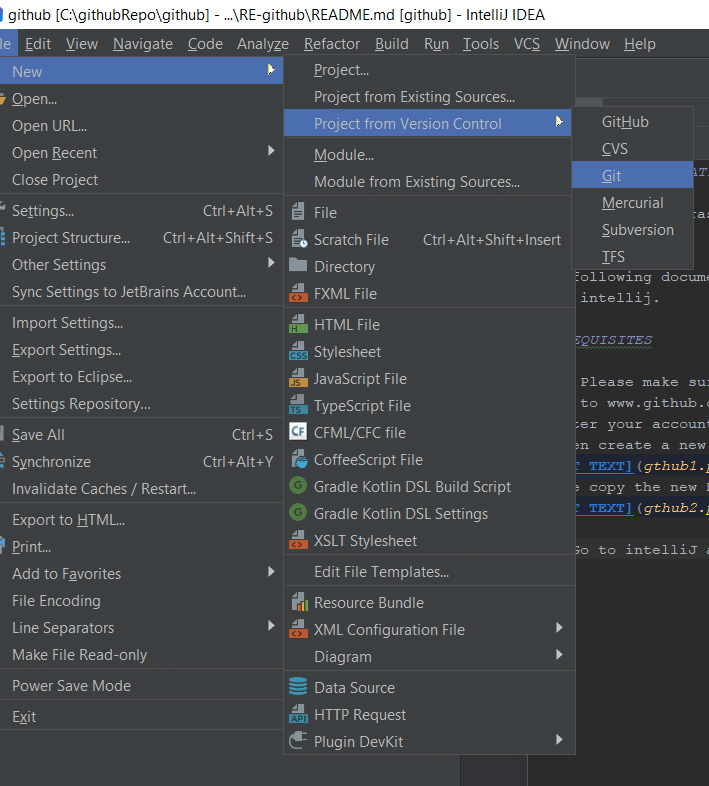 github [C:\githubRepo\github] - ...\RE-github\README.md [github] - IntelliJ IDEA
le Edit View Navigate Code Analyze Refactor Build Run Tools VCS Window Help
New
Open...
Open URL...
Open Recent
Close Project
Settings... Ctrl+Alt+S
Project Structure... Ctrl+Alt+Shift+S
Other Settings
Sync Settings to JetBrains Account...
Import Settings...
Export Settings...
Export to Eclipse...
Settings Repository...
Save All Ctrl+S
Synchronize Ctrl+Alt+Y
Invalidate Caches / Restart...
Export to HTML...
Print...
Add to Favorites
File Encoding
Line Separators
Make File Read-only
Power Save Mode
Exit
Project...
Project from Existing Sources...
Project from Version Control
Module...
Module from Existing Sources...
File
Scratch File Ctrl+Alt+Shift+Insert
Directory
FXML File
HTML File
Stylesheet
JavaScript File
TypeScript File
CFML/CFC file
CoffeeScript File
Gradle Kotlin DSL Build Script
Gradle Kotlin DSL Settings
XSLT Stylesheet
Edit File Templates...
Resource Bundle
XML Configuration File
Diagram
Data Source
HTTP Request
Plugin DevKit
GitHub
CVS
Git
Mercurial
Subversion
TFS
AT
as
following docume
intellij.
EQUISITES
Please make su
to www.github.
ter your accoun
en create a new
T TEXT](gthub1.p
e copy the new
T TEXT](gthub2.p
Go to intelliJ a